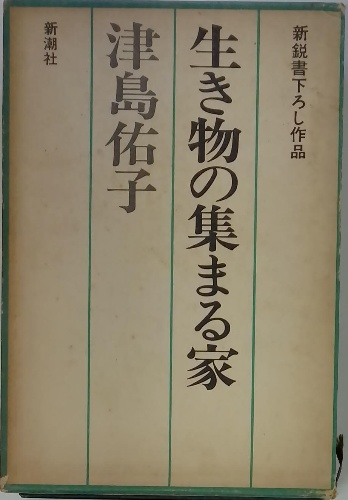 新鋭書下ろし作品
生き物の集まる家
津島佑子
新潮社